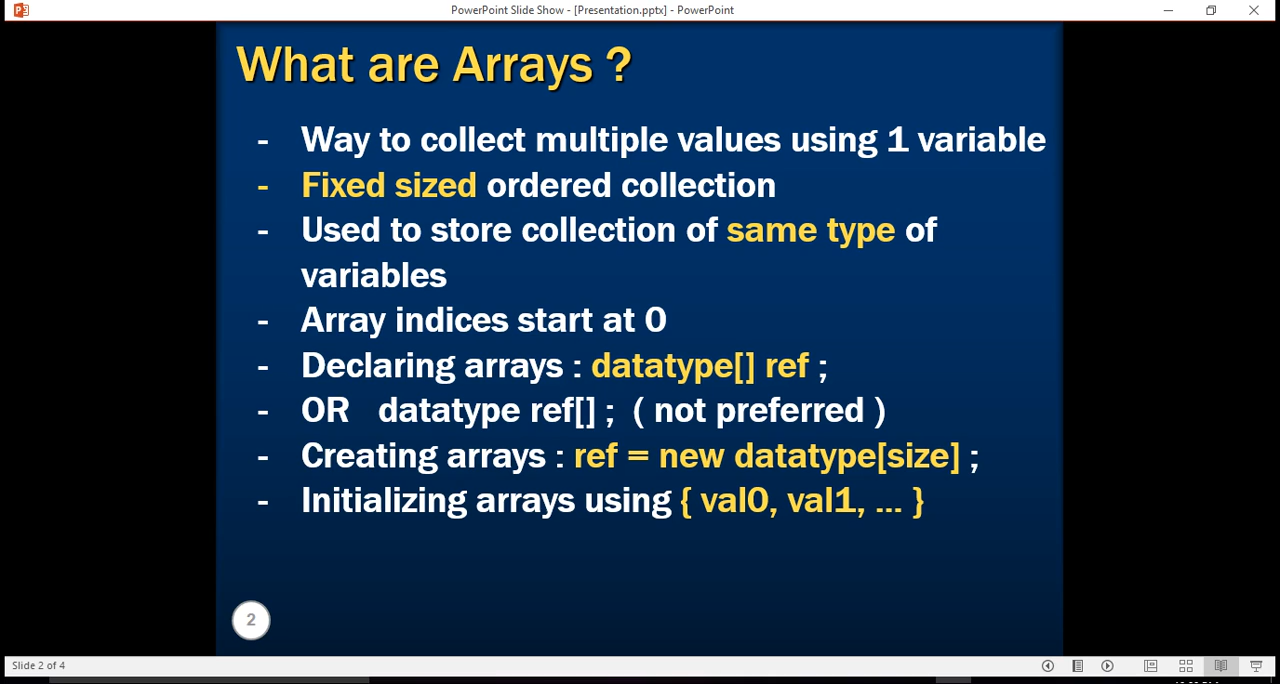 PowerPoint Slide Show - [Presentation.pptx] - PowerPoint
What are Arrays ?
- Way to collect multiple values using 1 variable
- Fixed sized ordered collection
- Used to store collection of same type of
variables
- Array indices start at 0
- Declaring arrays : datatype[] ref ;
- OR datatype ref[] ; ( not preferred )
- Creating arrays : ref = new datatype[size] ;
- Initializing arrays using { val0, val1, ... }
2
Slide 2 of 4